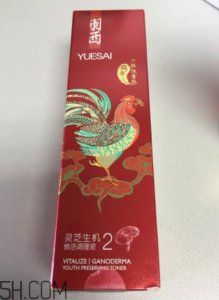 羽西
YUESAI
灵芝生机
焕活调理液 2
VITALIZE | GANODERMA
YOUTH PRESERVING TONER
5H.COM